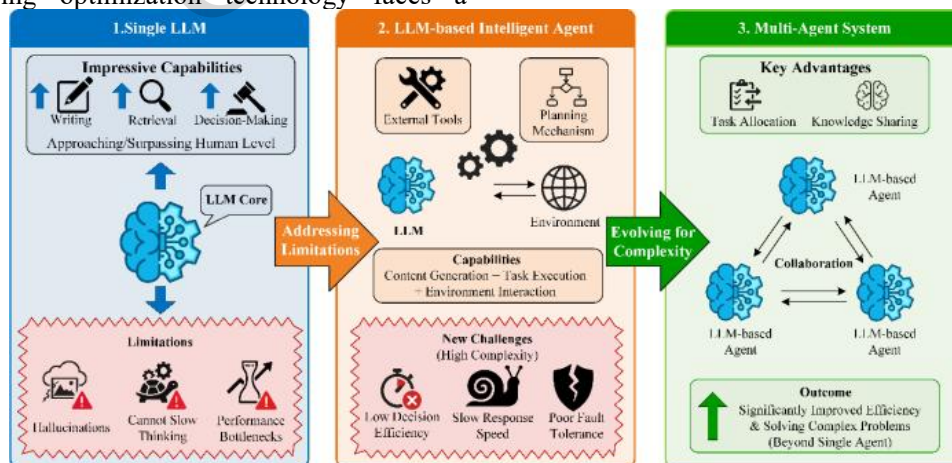 ing optimization technology faces a
1.Single LLM
Impressive Capabilities
Writing
Retrieval
Decision-Making
Approaching/Surpassing Human Level
LLM Core
Limitations
Hallucinations
Cannot Slow
Thinking
Performance
Bottlenecks
Addressing
Limitations
2. LLM-based Intelligent Agent
External Tools
Planning
Mechanism
LLM
Environment
Capabilities
Content Generation − Task Execution
+ Environment Interaction
New Challenges
(High Complexity)
Low Decision
Efficiency
Slow Response
Speed
Poor Fault
Tolerance
Evolving for
Complexity
3. Multi-Agent System
Key Advantages
Task Allocation
Knowledge Sharing
LLM-based
Agent
Collaboration
LLM-based
Agent
LLM-based
Agent
Outcome
Significantly Improved Efficiency
& Solving Complex Problems
(Beyond Single Agent)